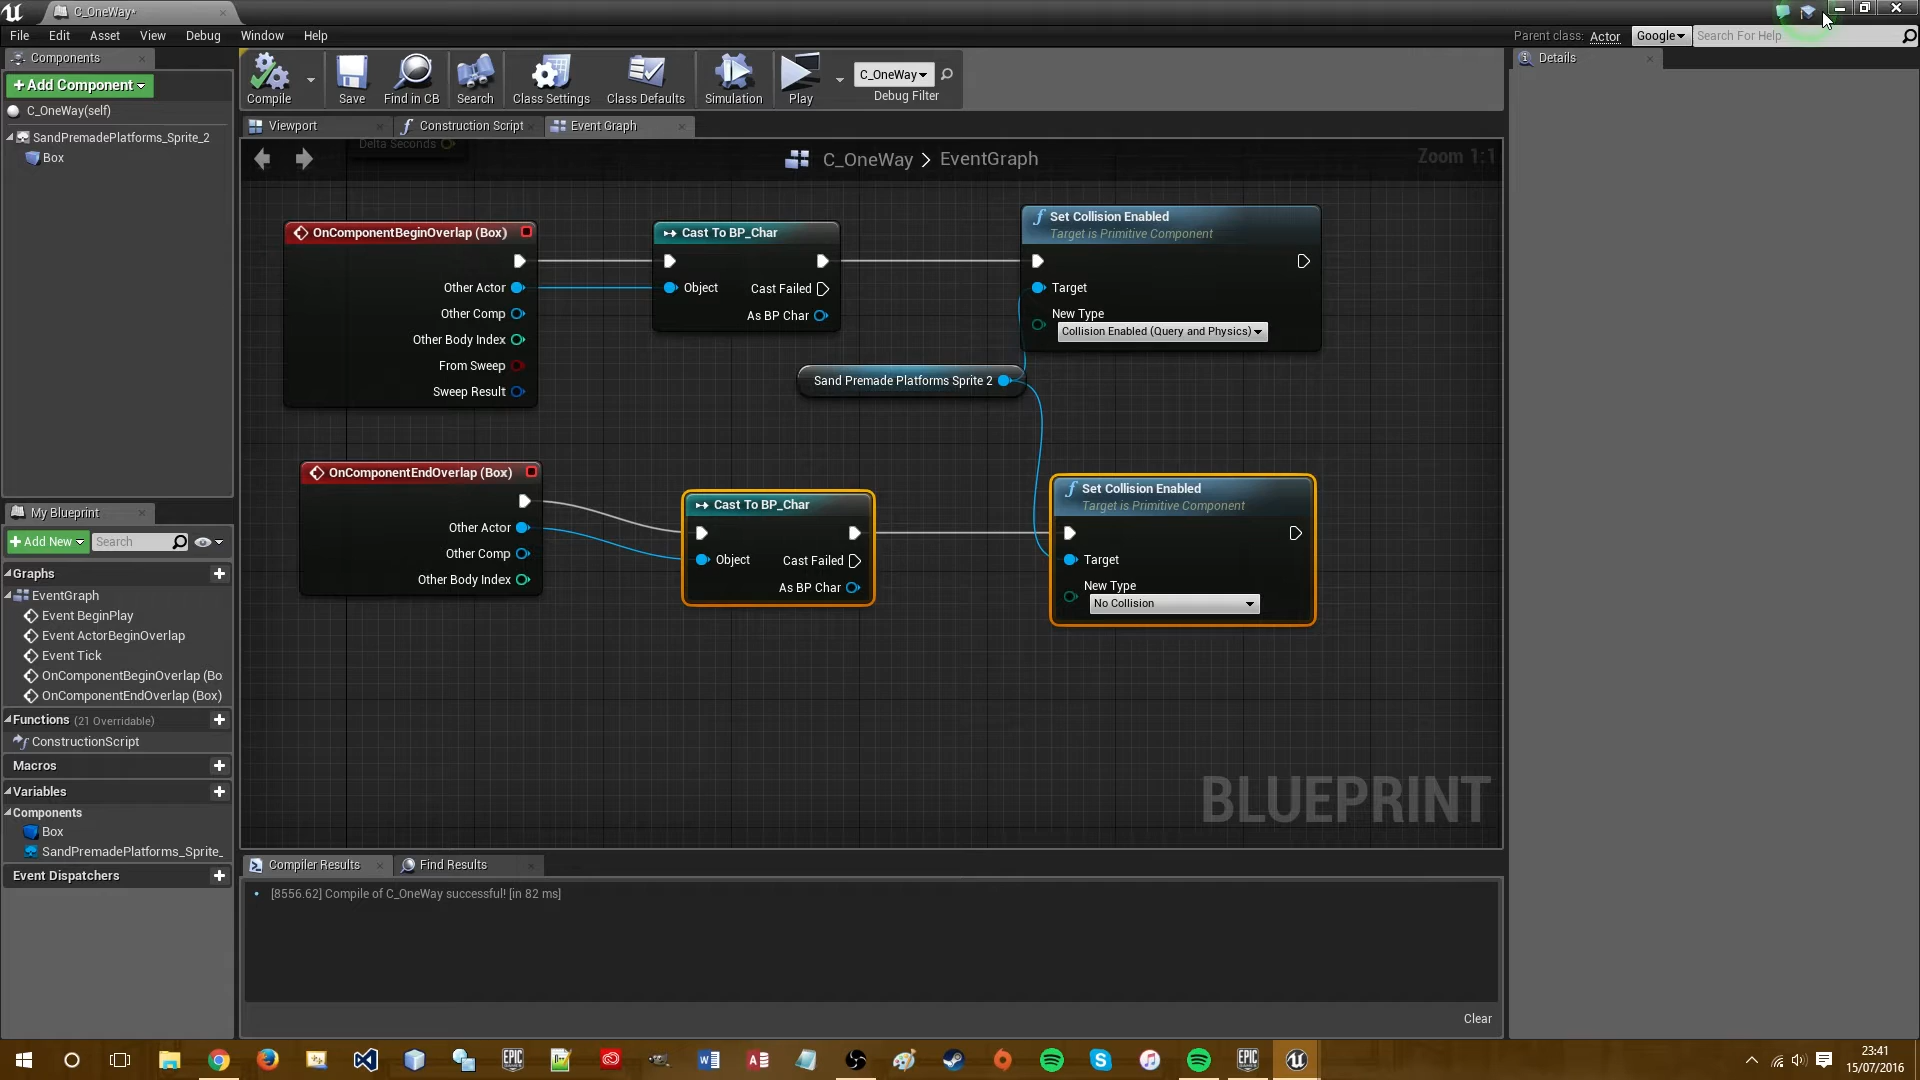 C_OneWay*
File Edit Asset View Debug Window Help
Parent class: Actor Google Search For Help
Components
+Add Component
C_OneWay(self)
SandPremadePlatforms_Sprite_2
Box
Compile
Save
Find in CB
Search
Class Settings
Class Defaults
Simulation
Play
C_OneWay
Debug Filter
Details
Viewport
Construction Script
Event Graph
Delta Seconds
C_OneWay > EventGraph
Zoom 1:1
OnComponentBeginOverlap (Box)
Other Actor
Other Comp
Other Body Index
From Sweep
Sweep Result
Cast To BP_Char
Object
Cast Failed
As BP Char
Set Collision Enabled
Target is Primitive Component
Target
New Type
Collision Enabled (Query and Physics)
Sand Premade Platforms Sprite 2
OnComponentEndOverlap (Box)
Other Actor
Other Comp
Other Body Index
Cast To BP_Char
Object
Cast Failed
As BP Char
Set Collision Enabled
Target is Primitive Component
Target
New Type
No Collision
BLUEPRINT
My Blueprint
+Add New
Search
Graphs
EventGraph
Event BeginPlay
Event ActorBeginOverlap
Event Tick
OnComponentBeginOverlap (Bo
OnComponentEndOverlap (Box)
Functions (21 Overridable)
ConstructionScript
Macros
Variables
Components
Box
SandPremadePlatforms_Sprite_
Event Dispatchers
Compiler Results
Find Results
[8556.62] Compile of C_OneWay successful! [in 82 ms]
Clear
EPIC
GAMES
EPIC
GAMES
23:41
15/07/2016